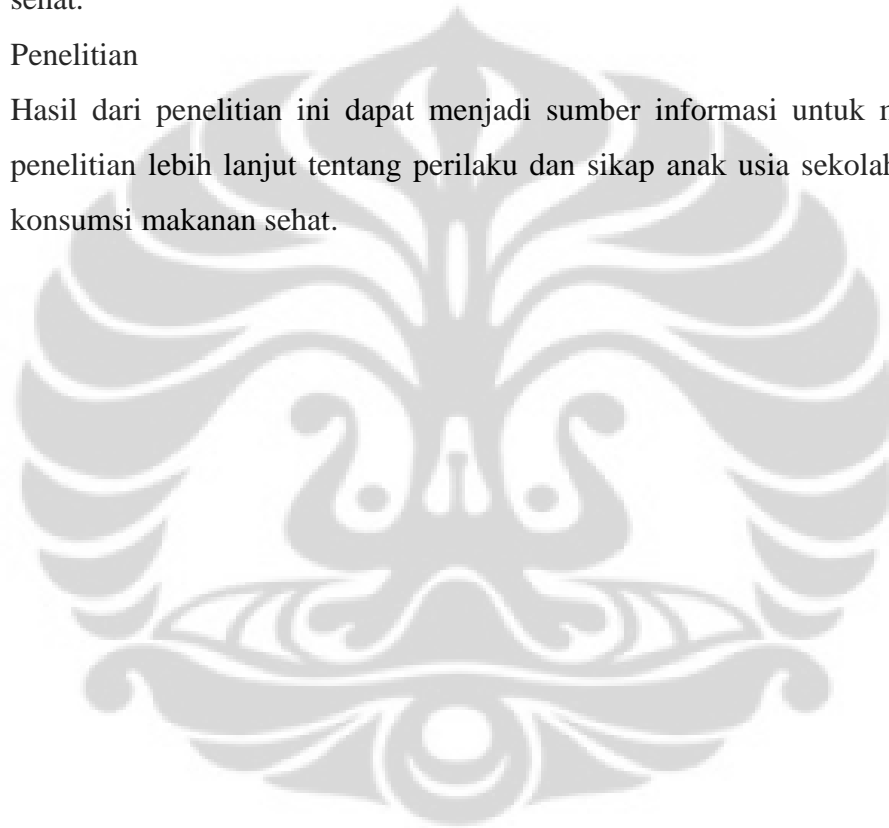 sehat.
Penelitian
Hasil dari penelitian ini dapat menjadi sumber informasi untuk
penelitian lebih lanjut tentang perilaku dan sikap anak usia sekolah
konsumsi makanan sehat.